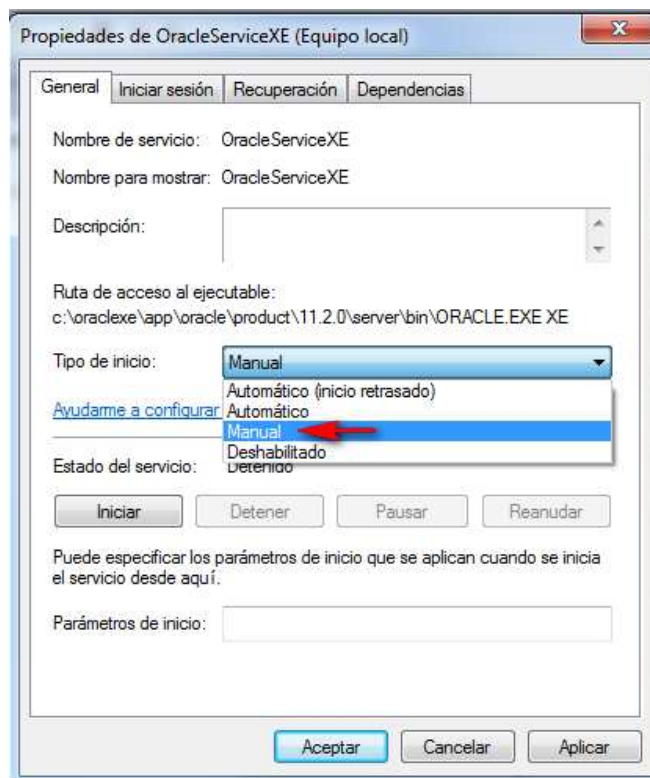 Propiedades de OracleServiceXE (Equipo local)
General Iniciar sesión Recuperación Dependencias
Nombre de servicio: OracleServiceXE
Nombre para mostrar: OracleServiceXE
Descripción:
Ruta de acceso al ejecutable:
c:\oraclexe\app\oracle\product\11.2.0\server\bin\ORACLE.EXE XE
Tipo de inicio: Manual
Automático (inicio retrasado)
Ayudarme a configurar Automático
Manual
Deshabilitado
Estado del servicio: Detenido
Iniciar Detener Pausar Reanudar
Puede especificar los parámetros de inicio que se aplican cuando se inicia
el servicio desde aquí.
Parámetros de inicio:
Aceptar Cancelar Aplicar